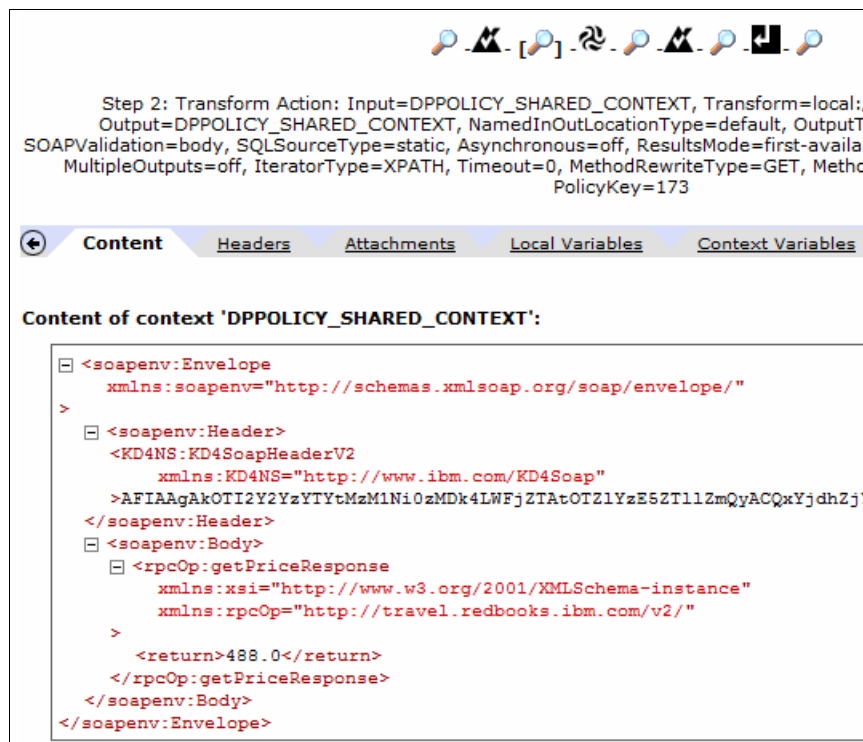 [ ]
Step 2: Transform Action: Input=DPPOLICY_SHARED_CONTEXT, Transform=local:
Output=DPPOLICY_SHARED_CONTEXT, NamedInOutLocationType=default, OutputT
SOAPValidation=body, SQLSourceType=static, Asynchronous=off, ResultsMode=first-availa
MultipleOutputs=off, IteratorType=XPATH, Timeout=0, MethodRewriteType=GET, Metho
PolicyKey=173
Content Headers Attachments Local Variables Context Variables
Content of context 'DPPOLICY_SHARED_CONTEXT':
<soapenv:Envelope
xmlns:soapenv="http://schemas.xmlsoap.org/soap/envelope/"
>
<soapenv:Header>
<KD4NS:KD4SoapHeaderV2
xmlns:KD4NS="http://www.ibm.com/KD4Soap"
</soapenv:Header>
<soapenv:Body>
<rpcOp:getPriceResponse
xmlns:xsi="http://www.w3.org/2001/XMLSchema-instance"
xmlns:rpcOp="http://travel.redbooks.ibm.com/v2/"
>
<return>488.0</return>
</rpcOp:getPriceResponse>
</soapenv:Body>
</soapenv:Envelope>